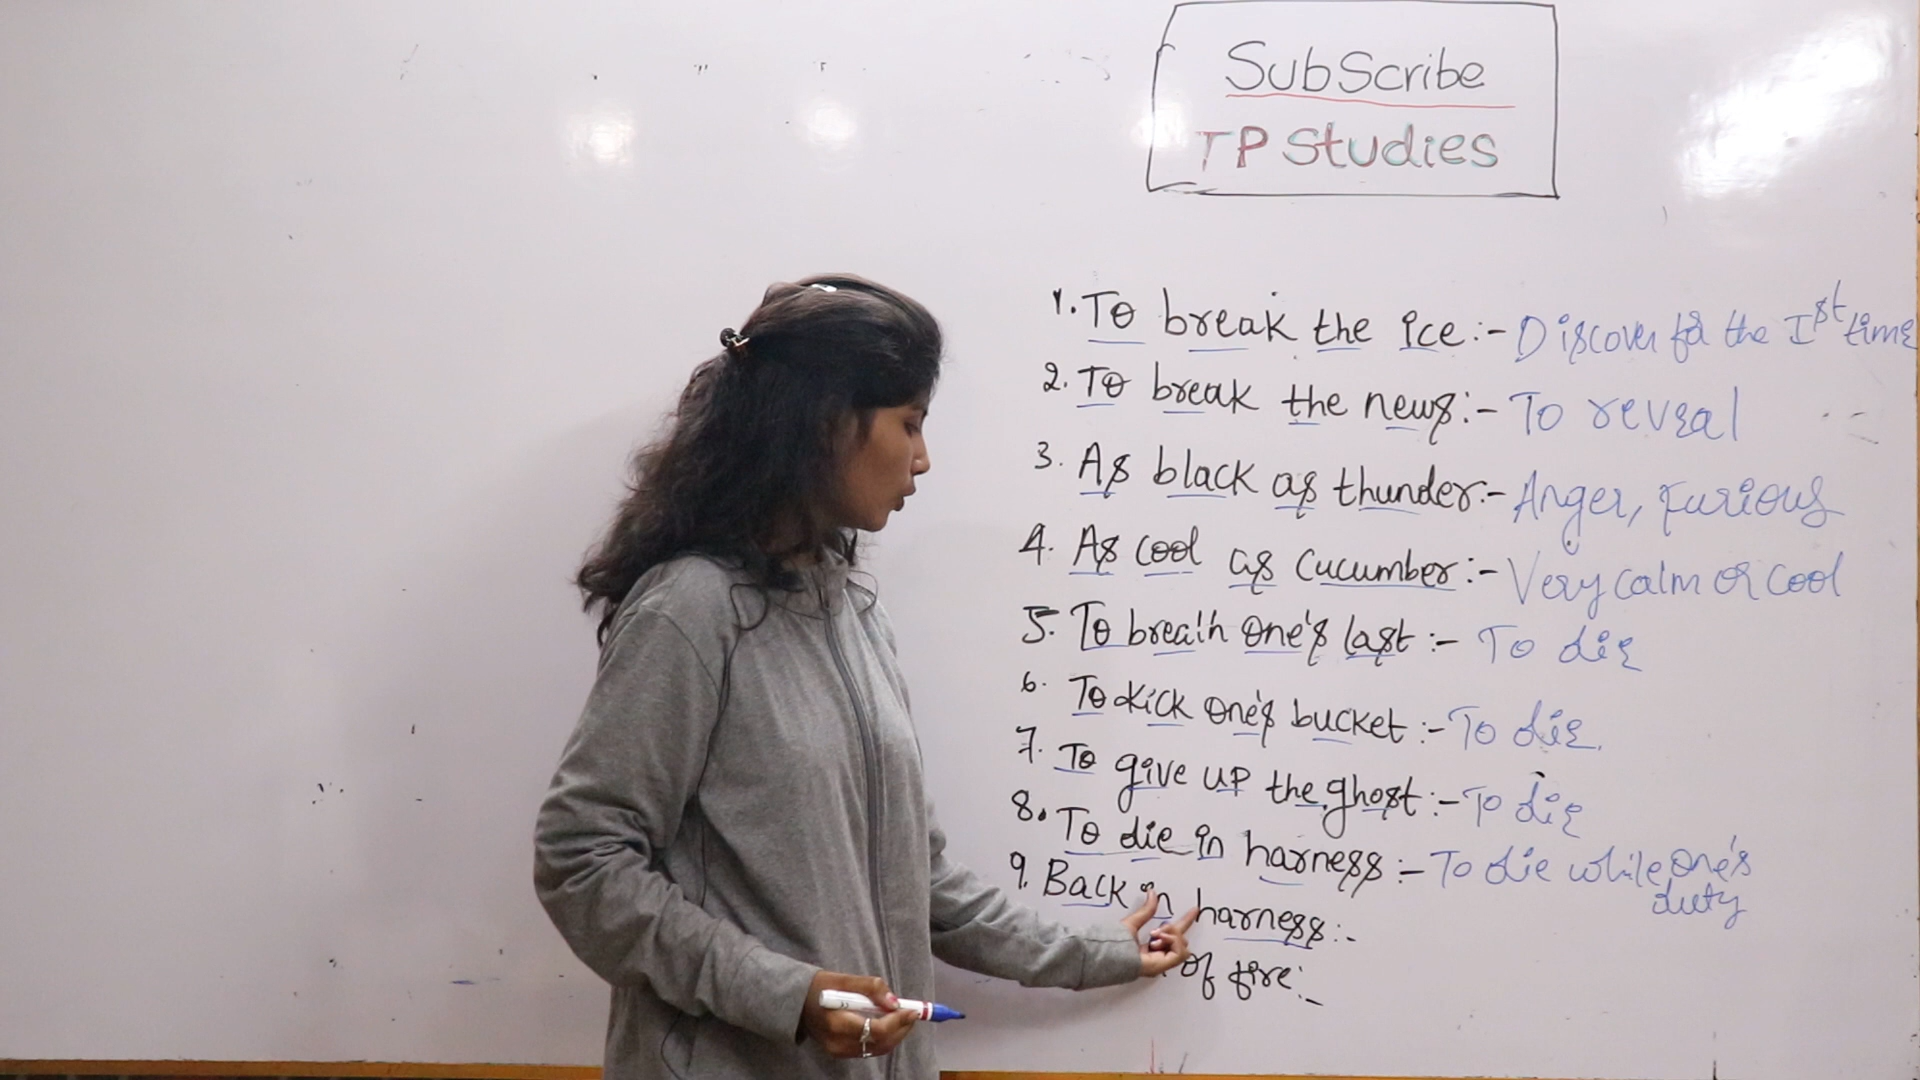 SubScribe
TP Studies
1. To break the ice:- Discover for the Ist time
2. To break the news:- To reveal
3. As black as thunder:- Anger, furious
4. As cool as cucumber:- Very calm or cool
5. To breath one's last:- To die
6. To kick one's bucket:- To die
7. To give up the ghost:- To die
8. To die in harness:- To die while one's duty
9. Back in harness:-
of fire:-